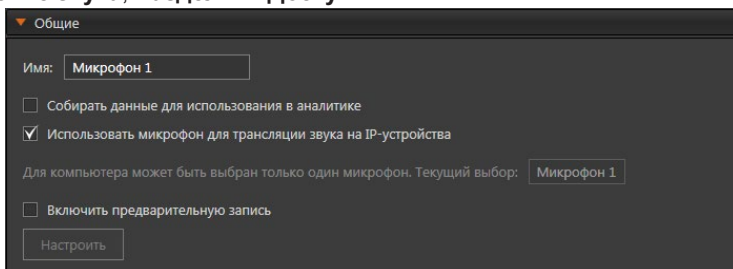 Общие
Имя: Микрофон 1
Собирать данные для использования в аналитике
Использовать микрофон для трансляции звука на IP-устройства
Для компьютера может быть выбран только один микрофон. Текущий выбор: Микрофон 1
Включить предварительную запись
Настроить